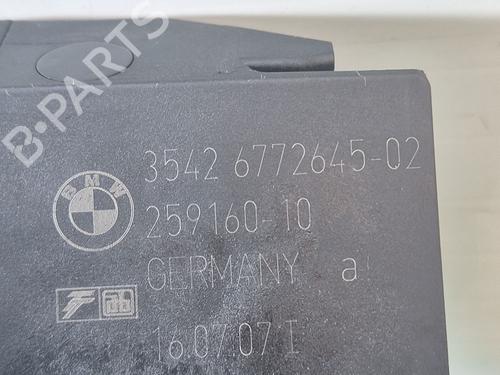 B-PARTS
BMW
3542 6772645-02
259160-10
GERMANY a
16.07.07 I